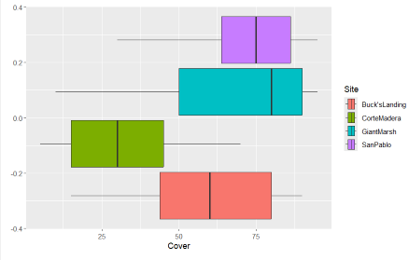 0.4
0.2
0.0
-0.2
-0.4
25
50
75
Cover
Site
Buck'sLanding
CorteMadera
GiantMarsh
SanPablo